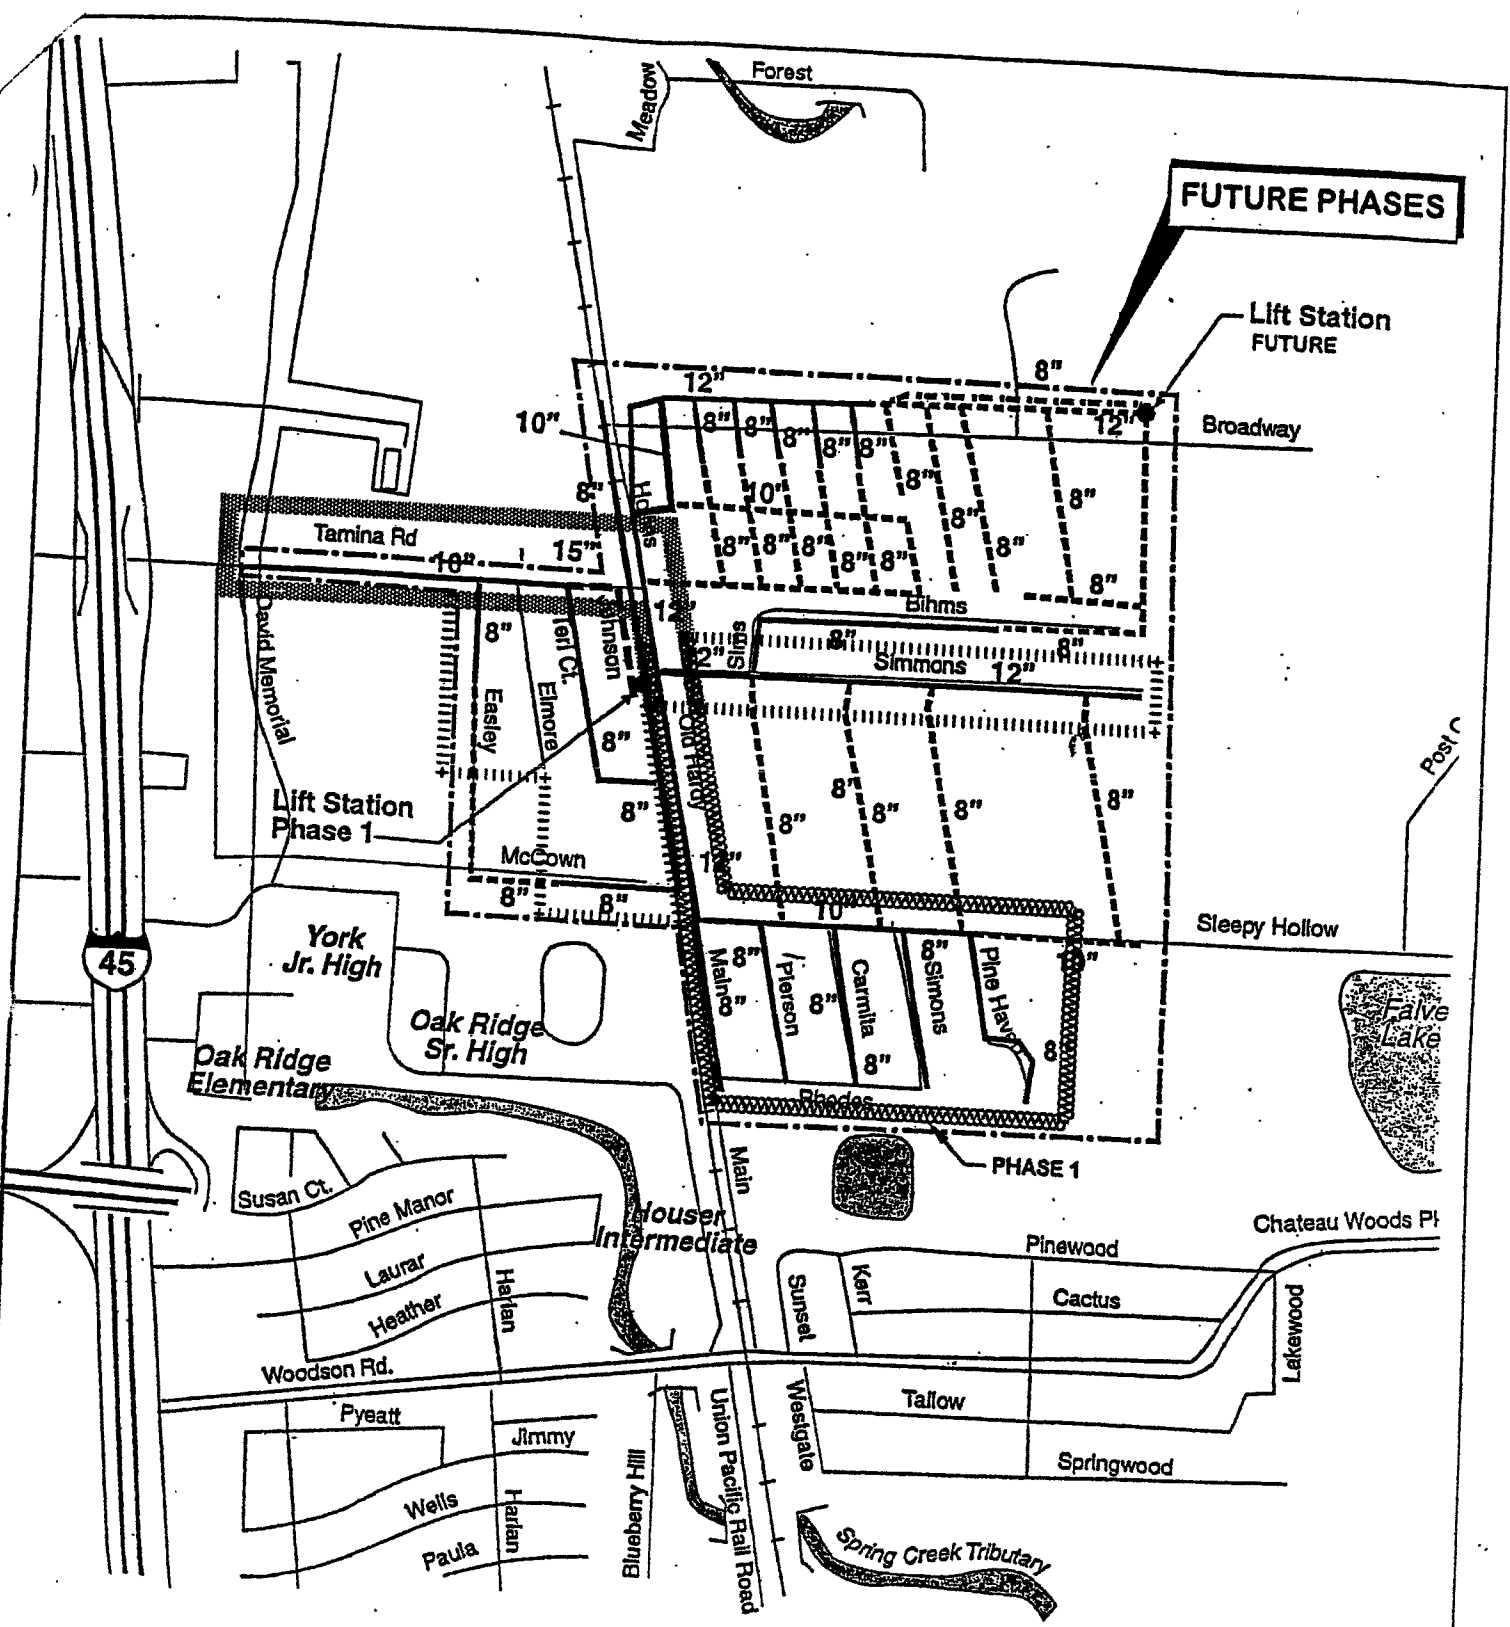 Forest
Meadow
FUTURE PHASES
Lift Station
FUTURE
8"
12"
10"
8" 8" 8" 8" 8"
12"
Broadway
8"
8"
8"
Tamina Rd
10"
15"
8"
8"
8" 8" 8" 8" 8"
8"
Bihms
8"
8"
Simmons
12"
Sims
David Memorial
8"
Easley
Elmore
Teri Ct.
8"
Old Hardy
Lift Station
Phase 1
8"
8"
8"
8"
8"
8"
McCown
8"
8"
10"
Sleepy Hollow
York
Jr. High
45
Oak Ridge
Sr. High
Oak Ridge
Elementary
8"
8"
Pierson
8"
Carmita
8"
8"
Simons
8
Rhodes
PHASE 1
Falve
Lake
Main
Susan Ct.
Pine Manor
Laurar
Heather
Harlan
Houser
Intermediate
Chateau Woods
Pinewood
Kerr
Sunset
Cactus
Lakewood
Woodson Rd.
Pyeatt
Jimmy
Wells
Harlan
Paula
Blueberry Hill
Union Pacific Rail Road
Westgate
Tallow
Springwood
Spring Creek Tributary
Post